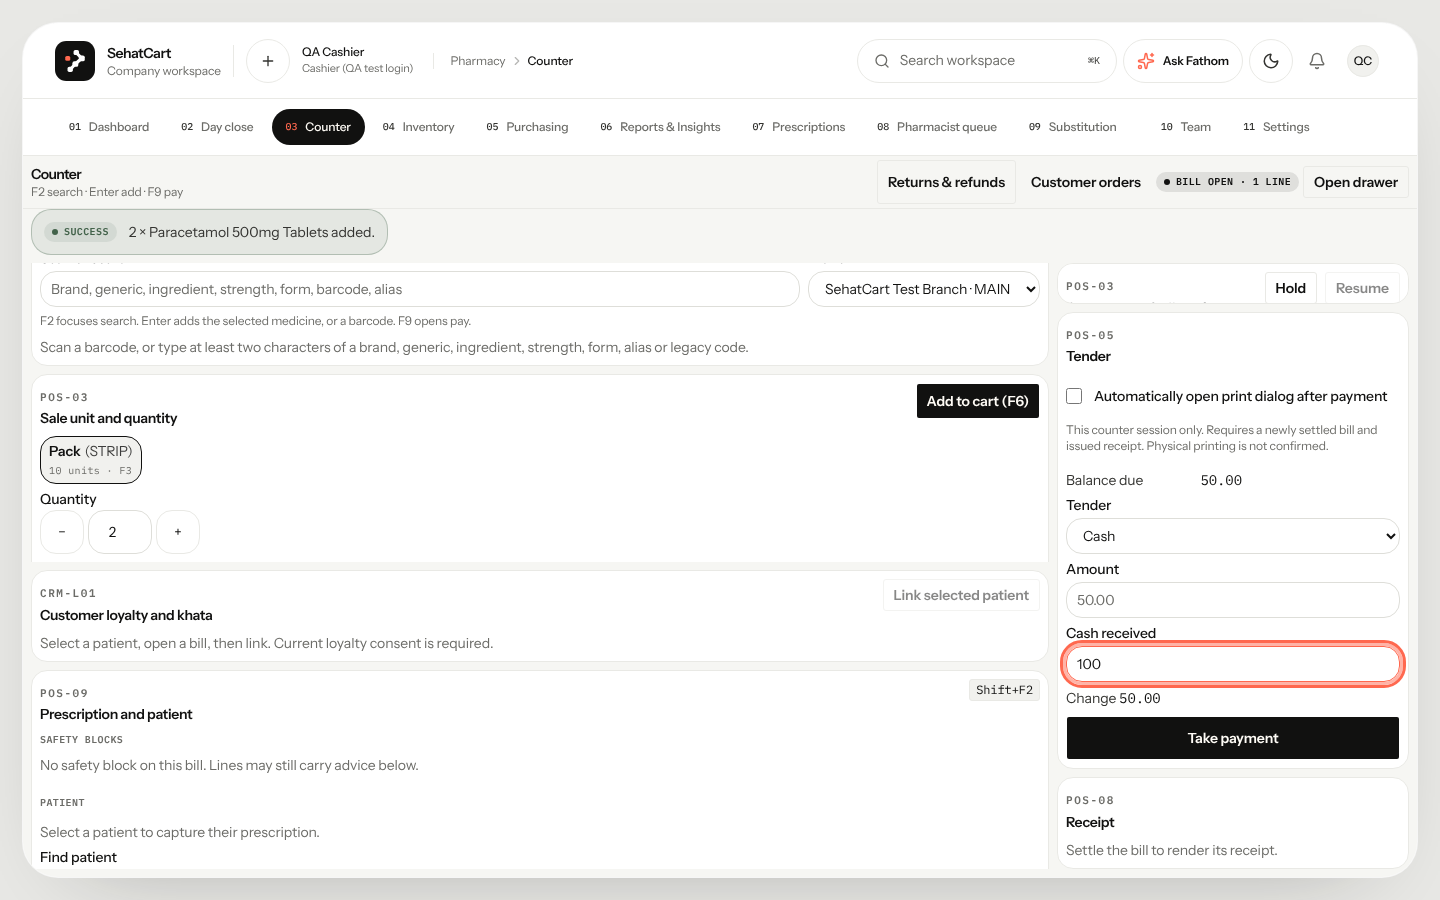 SehatCart
Company workspace
+
QA Cashier
Cashier (QA test login)
Pharmacy > Counter
Search workspace ⌘K
Ask Fathom
QC
01 Dashboard
02 Day close
03 Counter
04 Inventory
05 Purchasing
06 Reports & Insights
07 Prescriptions
08 Pharmacist queue
09 Substitution
10 Team
11 Settings
Counter
F2 search · Enter add · F9 pay
Returns & refunds
Customer orders
BILL OPEN · 1 LINE
Open drawer
SUCCESS 2 × Paracetamol 500mg Tablets added.
Brand, generic, ingredient, strength, form, barcode, alias
SehatCart Test Branch · MAIN
F2 focuses search. Enter adds the selected medicine, or a barcode. F9 opens pay.
Scan a barcode, or type at least two characters of a brand, generic, ingredient, strength, form, alias or legacy code.
POS-03
Sale unit and quantity
Add to cart (F6)
Pack (STRIP)
10 units · F3
Quantity
− 2 +
CRM-L01
Customer loyalty and khata
Link selected patient
Select a patient, open a bill, then link. Current loyalty consent is required.
POS-09
Shift+F2
Prescription and patient
SAFETY BLOCKS
No safety block on this bill. Lines may still carry advice below.
PATIENT
Select a patient to capture their prescription.
Find patient
POS-03
Hold
Resume
POS-05
Tender
Automatically open print dialog after payment
This counter session only. Requires a newly settled bill and
issued receipt. Physical printing is not confirmed.
Balance due 50.00
Tender
Cash
Amount
50.00
Cash received
100
Change 50.00
Take payment
POS-08
Receipt
Settle the bill to render its receipt.